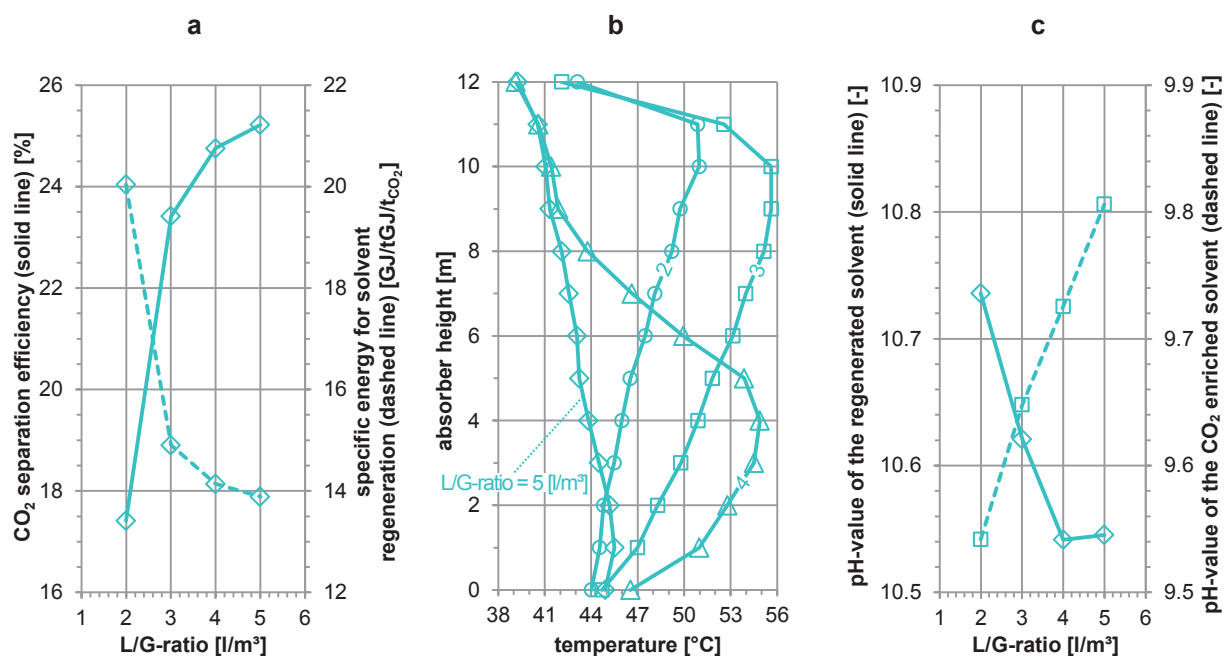 a
b
c
CO₂ separation efficiency (solid line) [%]
26
24
22
20
18
16
1 2 3 4 5 6
L/G-ratio [l/m³]
22
20
18
16
14
12
specific energy for solvent
regeneration (dashed line) [GJ/tGJ/t_CO₂]
absorber height [m]
12
10
8
6
4
2
0
38 41 44 47 50 53 56
temperature [°C]
2
3
4
L/G-ratio = 5 [l/m³]
pH-value of the regenerated solvent (solid line) [-]
10.9
10.8
10.7
10.6
10.5
1 2 3 4 5 6
L/G-ratio [l/m³]
9.9
9.8
9.7
9.6
9.5
pH-value of the CO₂ enriched solvent (dashed line) [-]